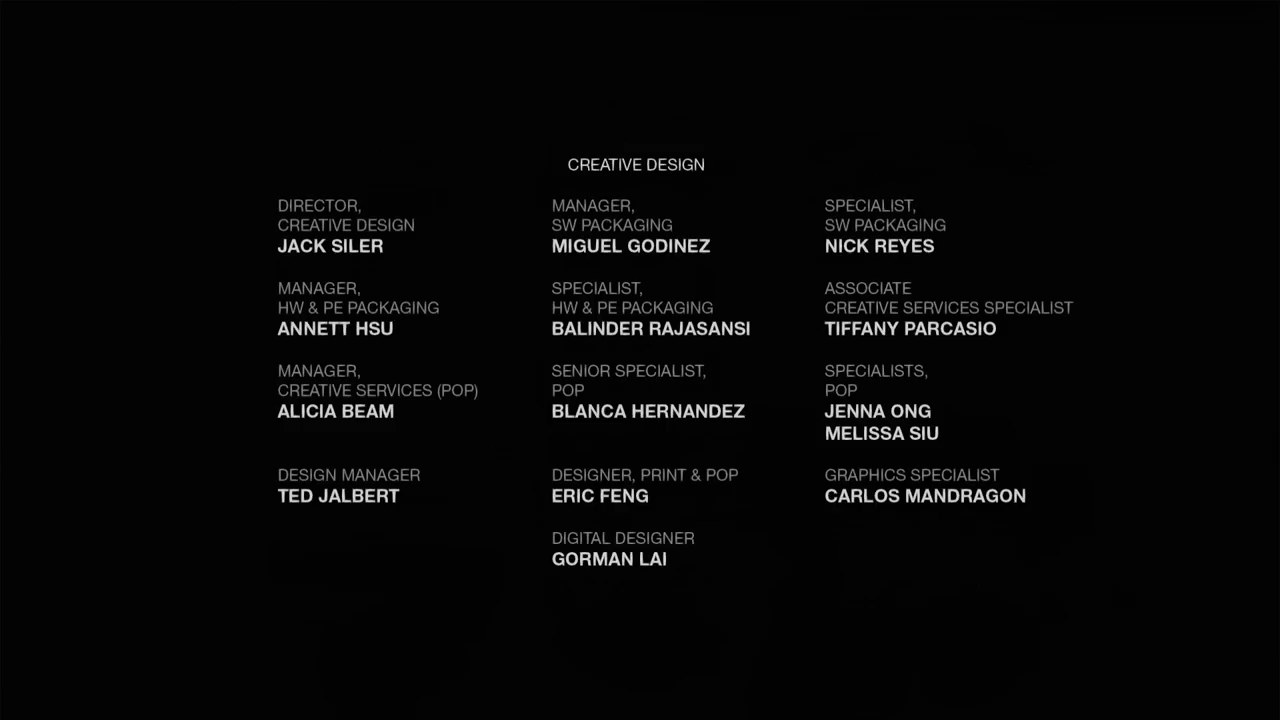 CREATIVE DESIGN
DIRECTOR,
CREATIVE DESIGN
JACK SILER
MANAGER,
SW PACKAGING
MIGUEL GODINEZ
SPECIALIST,
SW PACKAGING
NICK REYES
MANAGER,
HW & PE PACKAGING
ANNETT HSU
SPECIALIST,
HW & PE PACKAGING
BALINDER RAJASANSI
ASSOCIATE
CREATIVE SERVICES SPECIALIST
TIFFANY PARCASIO
MANAGER,
CREATIVE SERVICES (POP)
ALICIA BEAM
SENIOR SPECIALIST,
POP
BLANCA HERNANDEZ
SPECIALISTS,
POP
JENNA ONG
MELISSA SIU
DESIGN MANAGER
TED JALBERT
DESIGNER, PRINT & POP
ERIC FENG
GRAPHICS SPECIALIST
CARLOS MANDRAGON
DIGITAL DESIGNER
GORMAN LAI